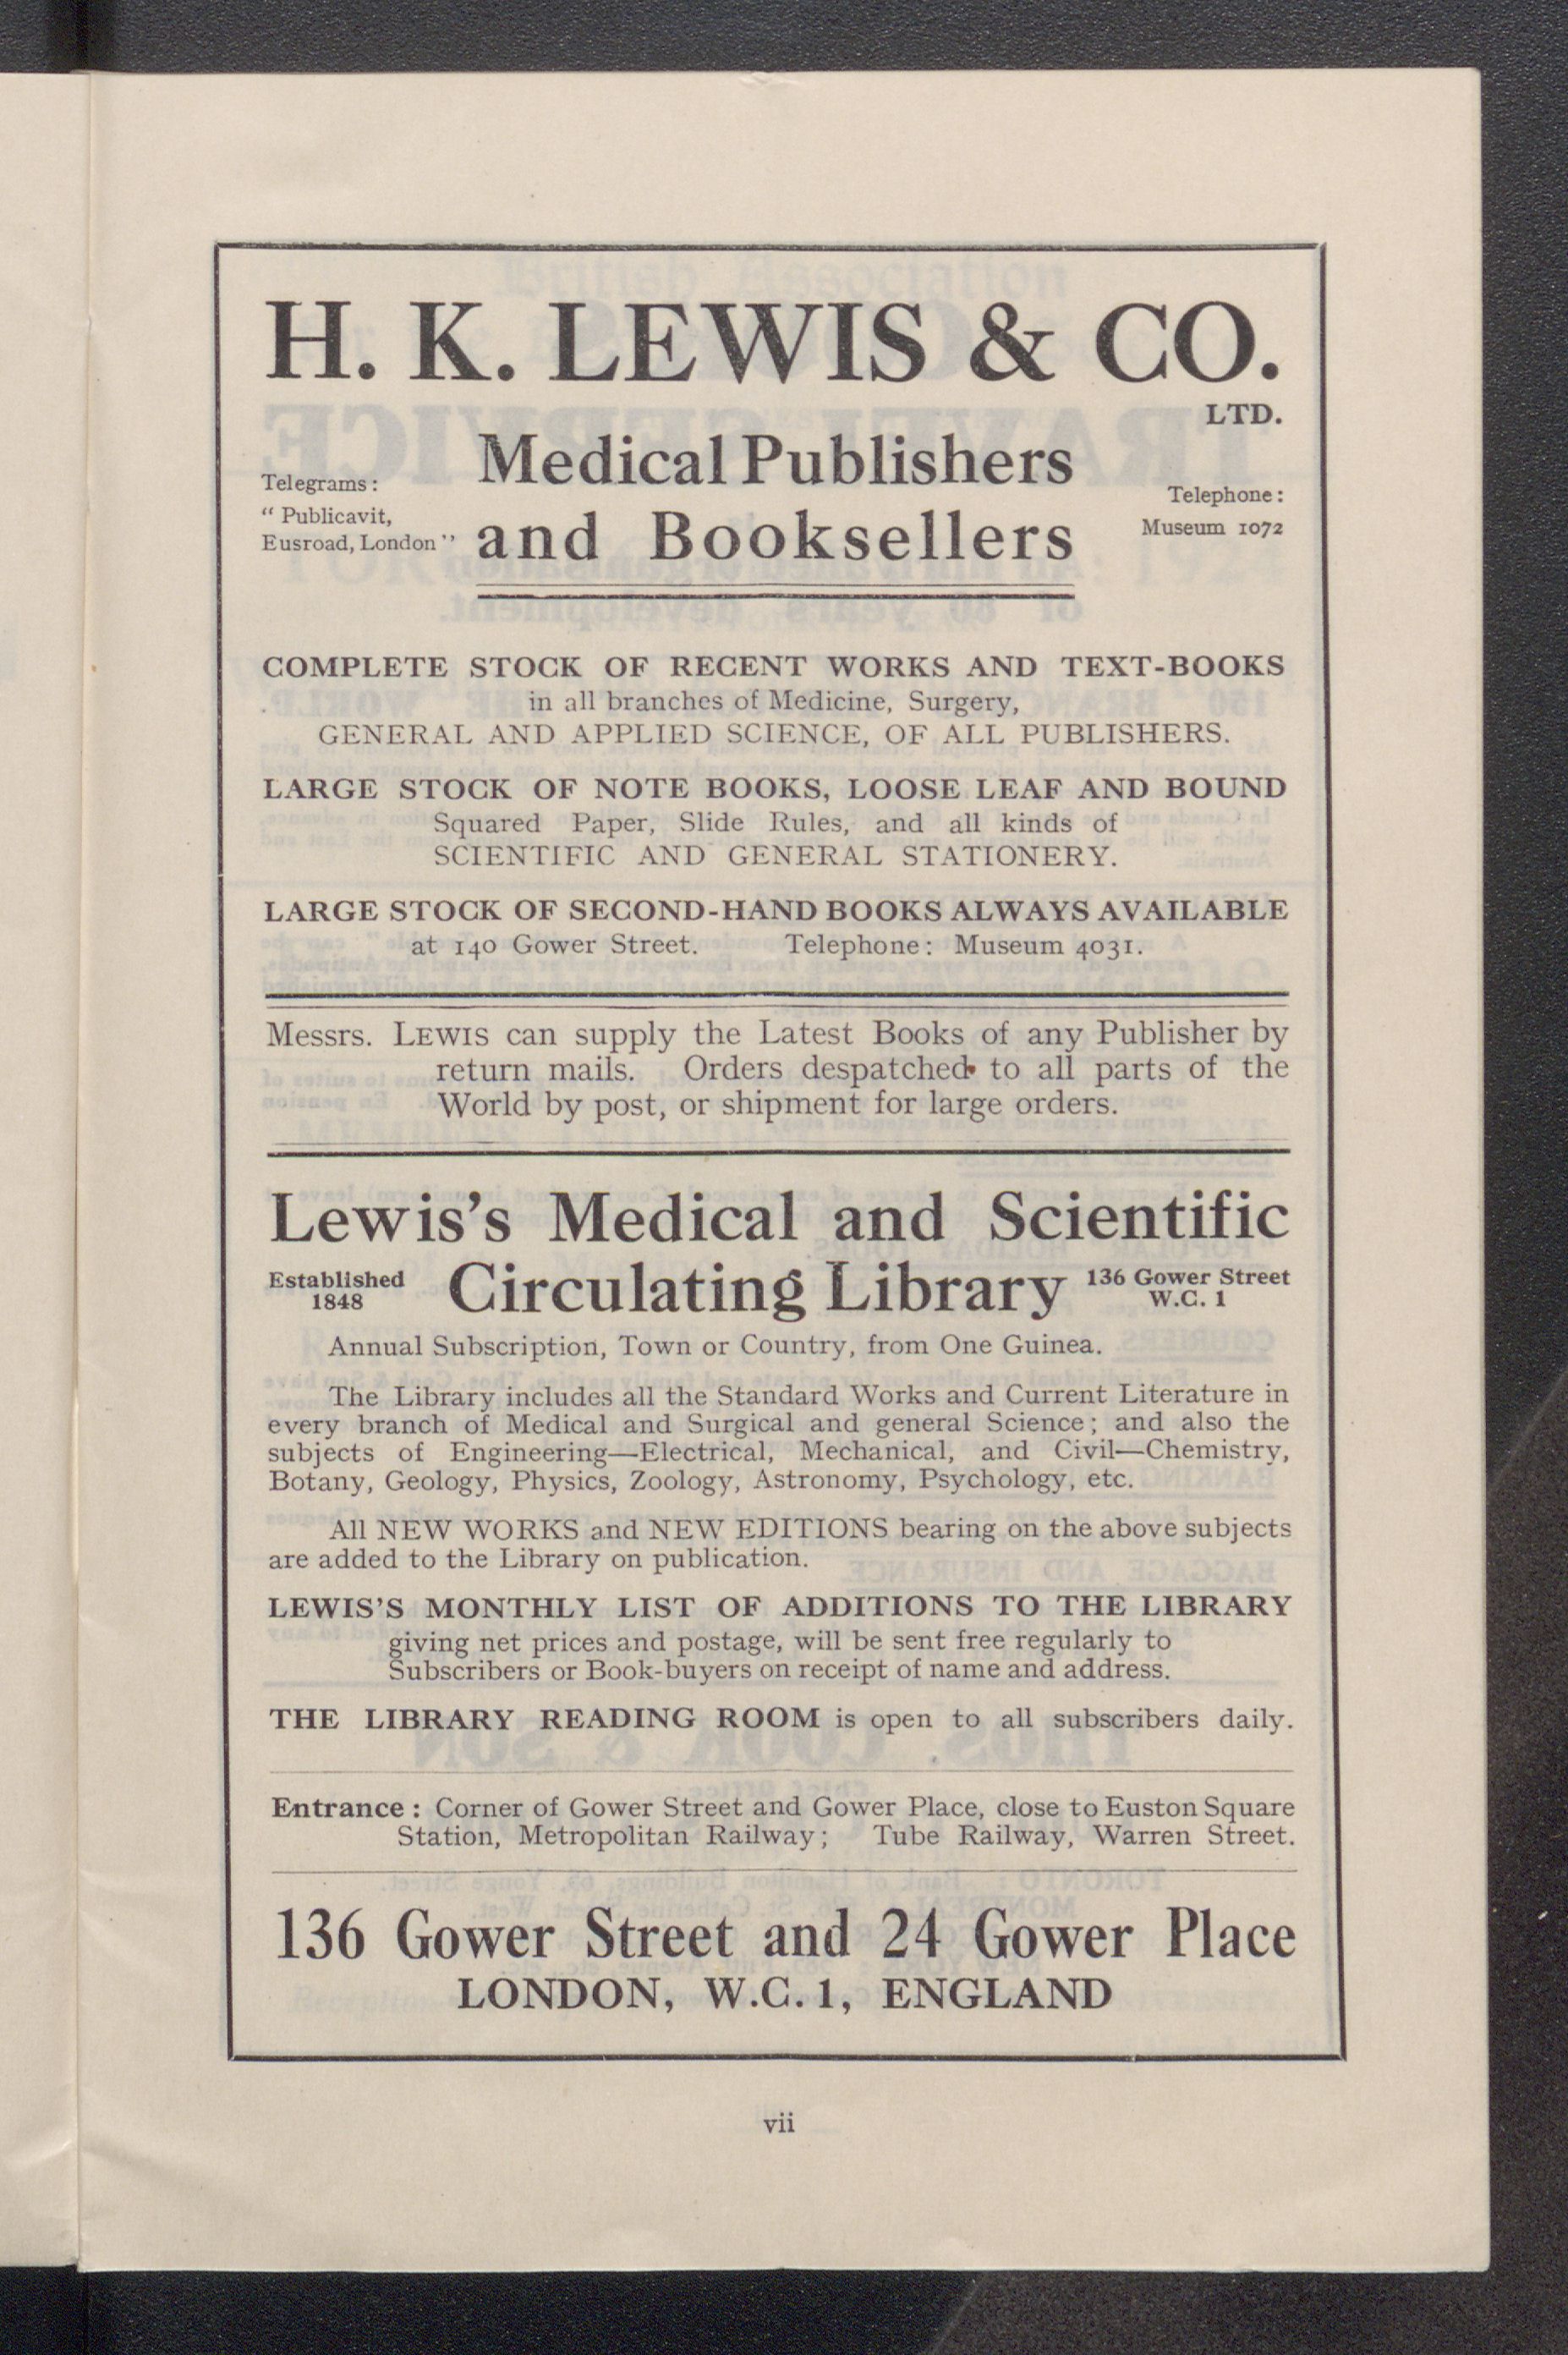 H. K. LEWIS & CO.
LTD.
Medical Publishers
and Booksellers
Telegrams:
“ Publicavit,
Eusroad, London ’’
Telephone:
Museum 1072
COMPLETE STOCK OF RECENT WORKS AND TEXT-BOOKS
in all branches of Medicine, Surgery,
GENERAL AND APPLIED SCIENCE, OF ALL PUBLISHERS.
LARGE STOCK OF NOTE BOOKS, LOOSE LEAF AND BOUND
Squared Paper, Slide Rules, and all kinds of
SCIENTIFIC AND GENERAL STATIONERY.
LARGE STOCK OF SECOND-HAND BOOKS ALWAYS AVAILABLE
at 140 Gower Street. Telephone: Museum 4031.
Messrs. LEWIS can supply the Latest Books of any Publisher by
return mails. Orders despatched to all parts of the
World by post, or shipment for large orders.
Lewis’s Medical and Scientific
Established
1848
Circulating Library
136 Gower Street
W.C. 1
Annual Subscription, Town or Country, from One Guinea.
The Library includes all the Standard Works and Current Literature in
every branch of Medical and Surgical and general Science; and also the
subjects of Engineering—Electrical, Mechanical, and Civil—Chemistry,
Botany, Geology, Physics, Zoology, Astronomy, Psychology, etc.
All NEW WORKS and NEW EDITIONS bearing on the above subjects
are added to the Library on publication.
LEWIS’S MONTHLY LIST OF ADDITIONS TO THE LIBRARY
giving net prices and postage, will be sent free regularly to
Subscribers or Book-buyers on receipt of name and address.
THE LIBRARY READING ROOM is open to all subscribers daily.
Entrance : Corner of Gower Street and Gower Place, close to Euston Square
Station, Metropolitan Railway; Tube Railway, Warren Street.
136 Gower Street and 24 Gower Place
LONDON, W.C. 1, ENGLAND
vii